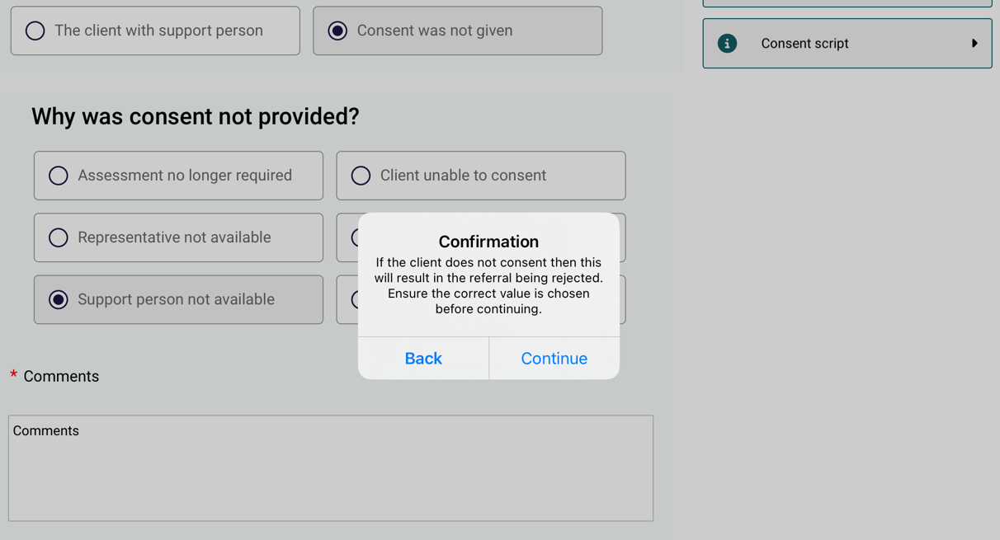 The client with support person
Consent was not given
Consent script
Why was consent not provided?
Assessment no longer required
Client unable to consent
Representative not available
Support person not available
Confirmation
If the client does not consent then this
will result in the referral being rejected.
Ensure the correct value is chosen
before continuing.
Back
Continue
* Comments
Comments